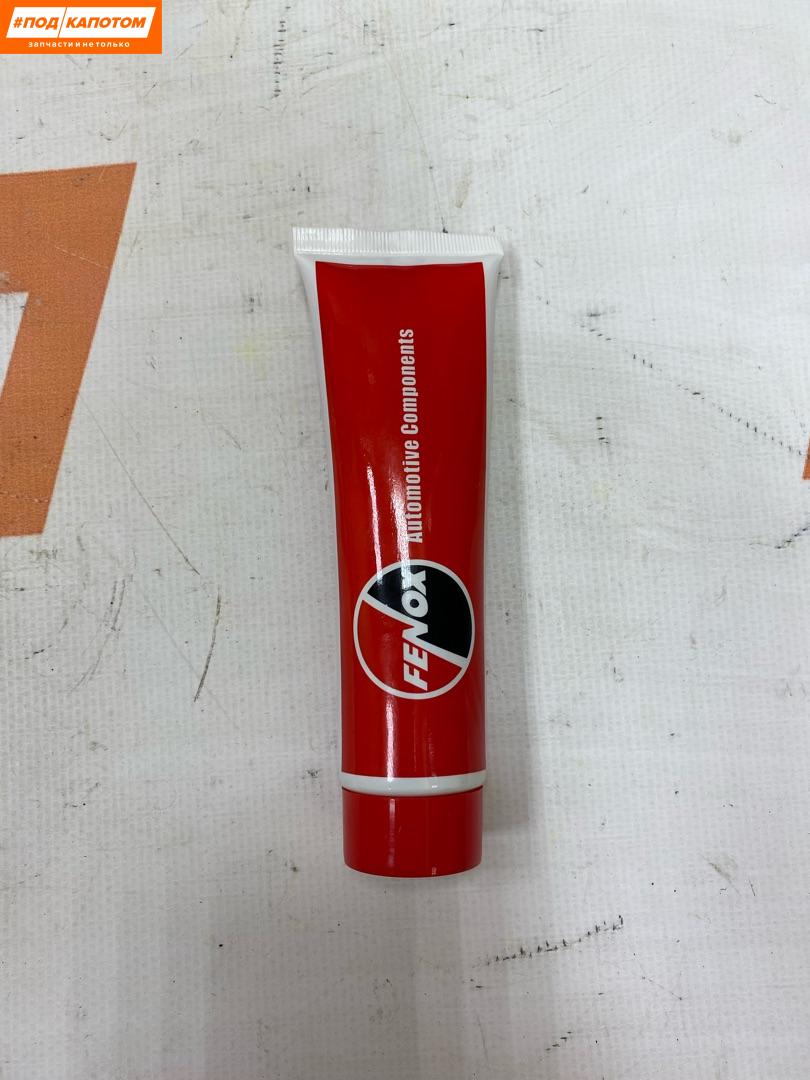 #ПОД КАПОТОМ
запчасти и не только
Automotive Components
FENOX